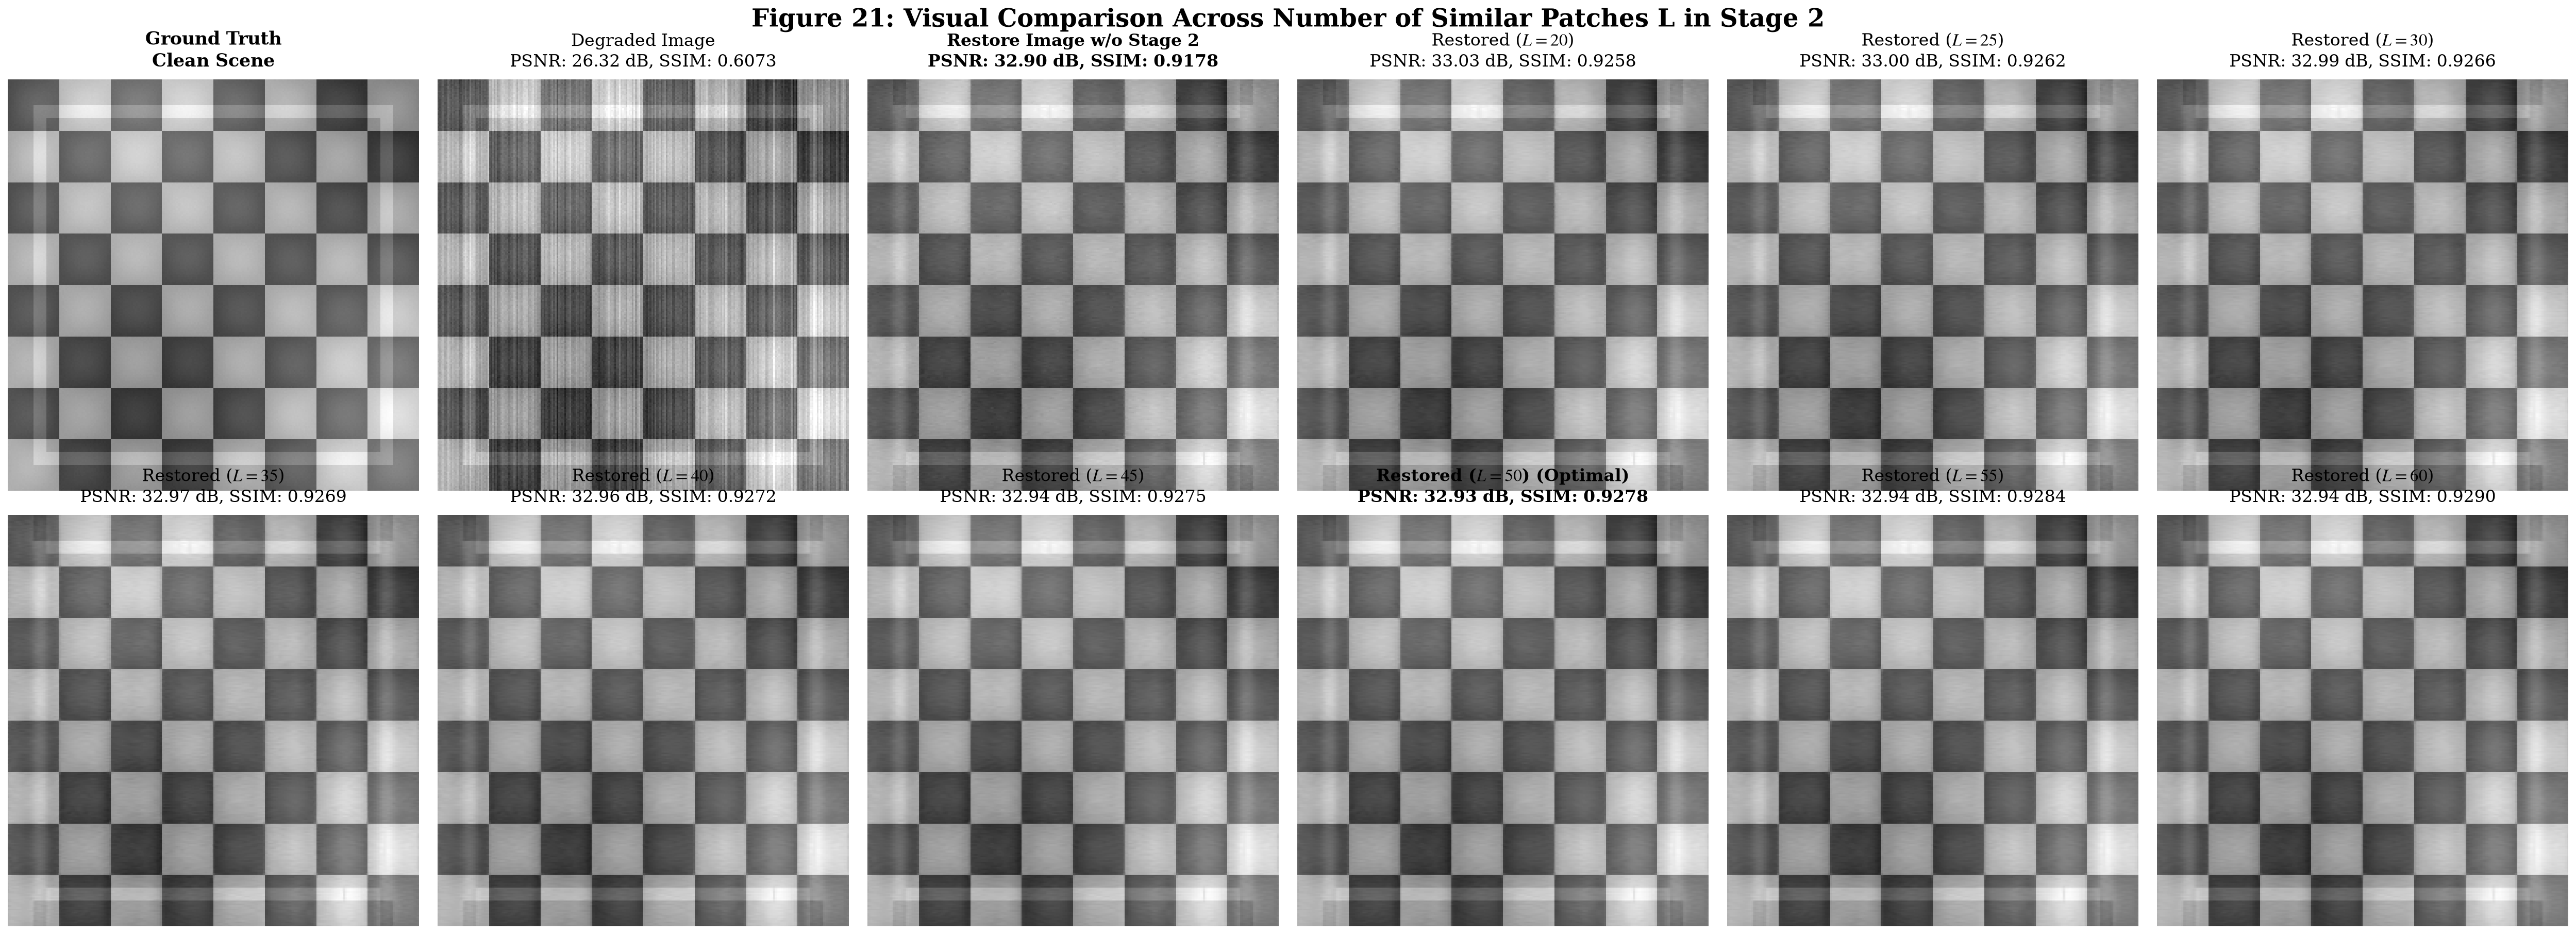 Figure 21: Visual Comparison Across Number of Similar Patches L in Stage 2
Ground Truth
Clean Scene
Degraded Image
PSNR: 26.32 dB, SSIM: 0.6073
Restore Image w/o Stage 2
PSNR: 32.90 dB, SSIM: 0.9178
Restored (L=20)
PSNR: 33.03 dB, SSIM: 0.9258
Restored (L=25)
PSNR: 33.00 dB, SSIM: 0.9262
Restored (L=30)
PSNR: 32.99 dB, SSIM: 0.9266
Restored (L=35)
PSNR: 32.97 dB, SSIM: 0.9269
Restored (L=40)
PSNR: 32.96 dB, SSIM: 0.9272
Restored (L=45)
PSNR: 32.94 dB, SSIM: 0.9275
Restored (L=50) (Optimal)
PSNR: 32.93 dB, SSIM: 0.9278
Restored (L=55)
PSNR: 32.94 dB, SSIM: 0.9284
Restored (L=60)
PSNR: 32.94 dB, SSIM: 0.9290